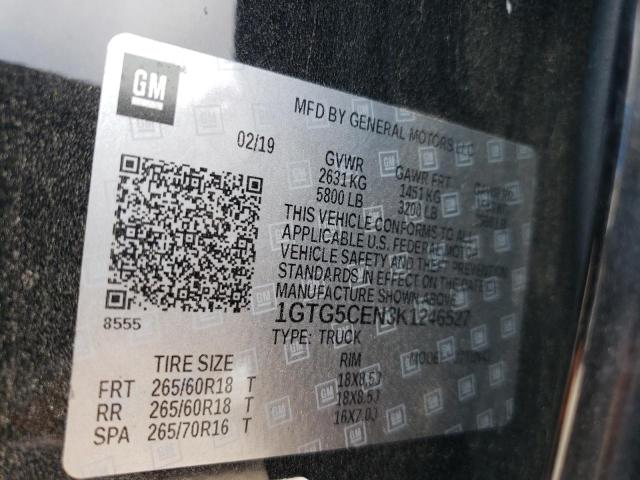 GM
MFD BY GENERAL MOTORS LLC
02/19
GVWR GAWR FRT
2631 KG 1451 KG
5800 LB 3200 LB
THIS VEHICLE CONFORMS TO ALL
APPLICABLE U.S. FEDERAL MOTOR
VEHICLE SAFETY AND THEFT PREVENTION
STANDARDS IN EFFECT ON THE DATE OF
MANUFACTURE SHOWN ABOVE.
1GTG5CEN3K1246527
8555
TYPE: TRUCK
TIRE SIZE RIM
FRT 265/60R18 T 18X8.5J
RR 265/60R18 T 18X8.5J
SPA 265/70R16 T 16X7.0J